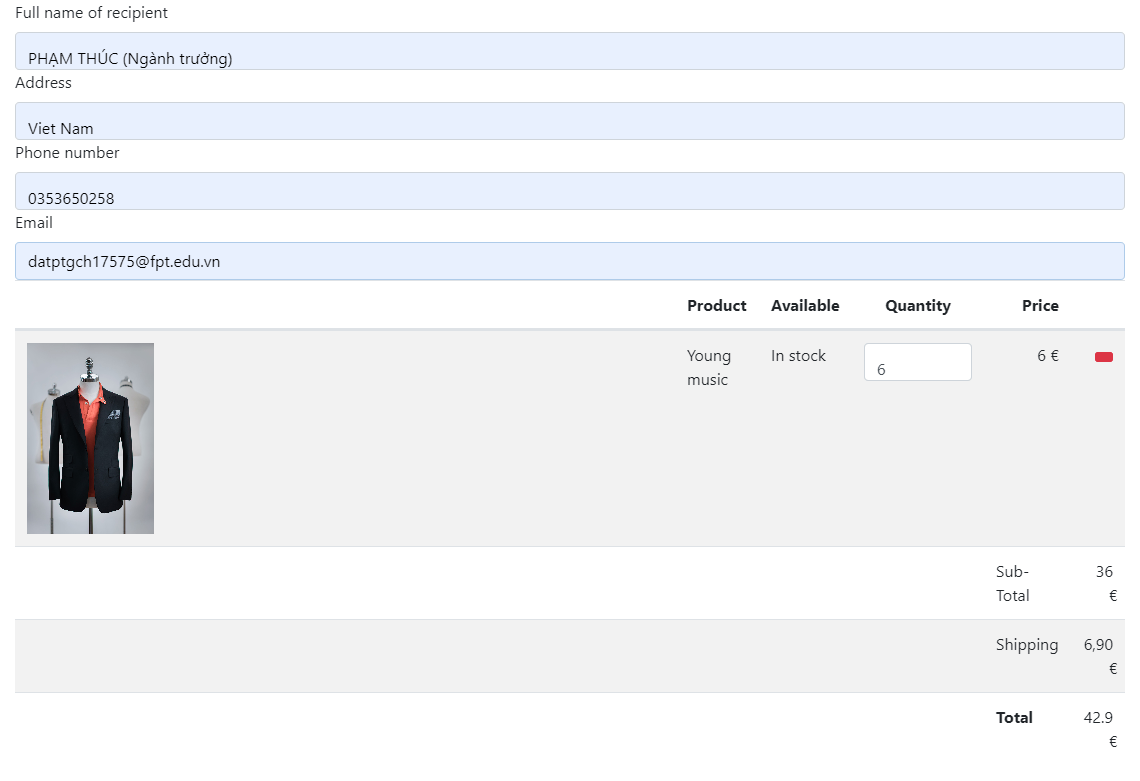 Full name of recipient
PHẠM THÚC (Ngành trưởng)
Address
Viet Nam
Phone number
0353650258
Email
datptgch17575@fpt.edu.vn
Product Available Quantity Price
Young music In stock 6 6 €
Sub-Total 36 €
Shipping 6,90 €
Total 42.9 €